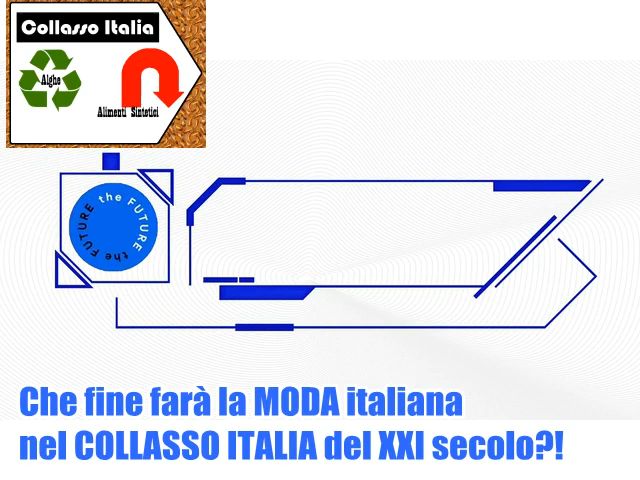 Collasso Italia
Alghe
Alimenti Sintetici
the FUTURE the FUTURE
Che fine farà la MODA italiana
nel COLLASSO ITALIA del XXI secolo?!